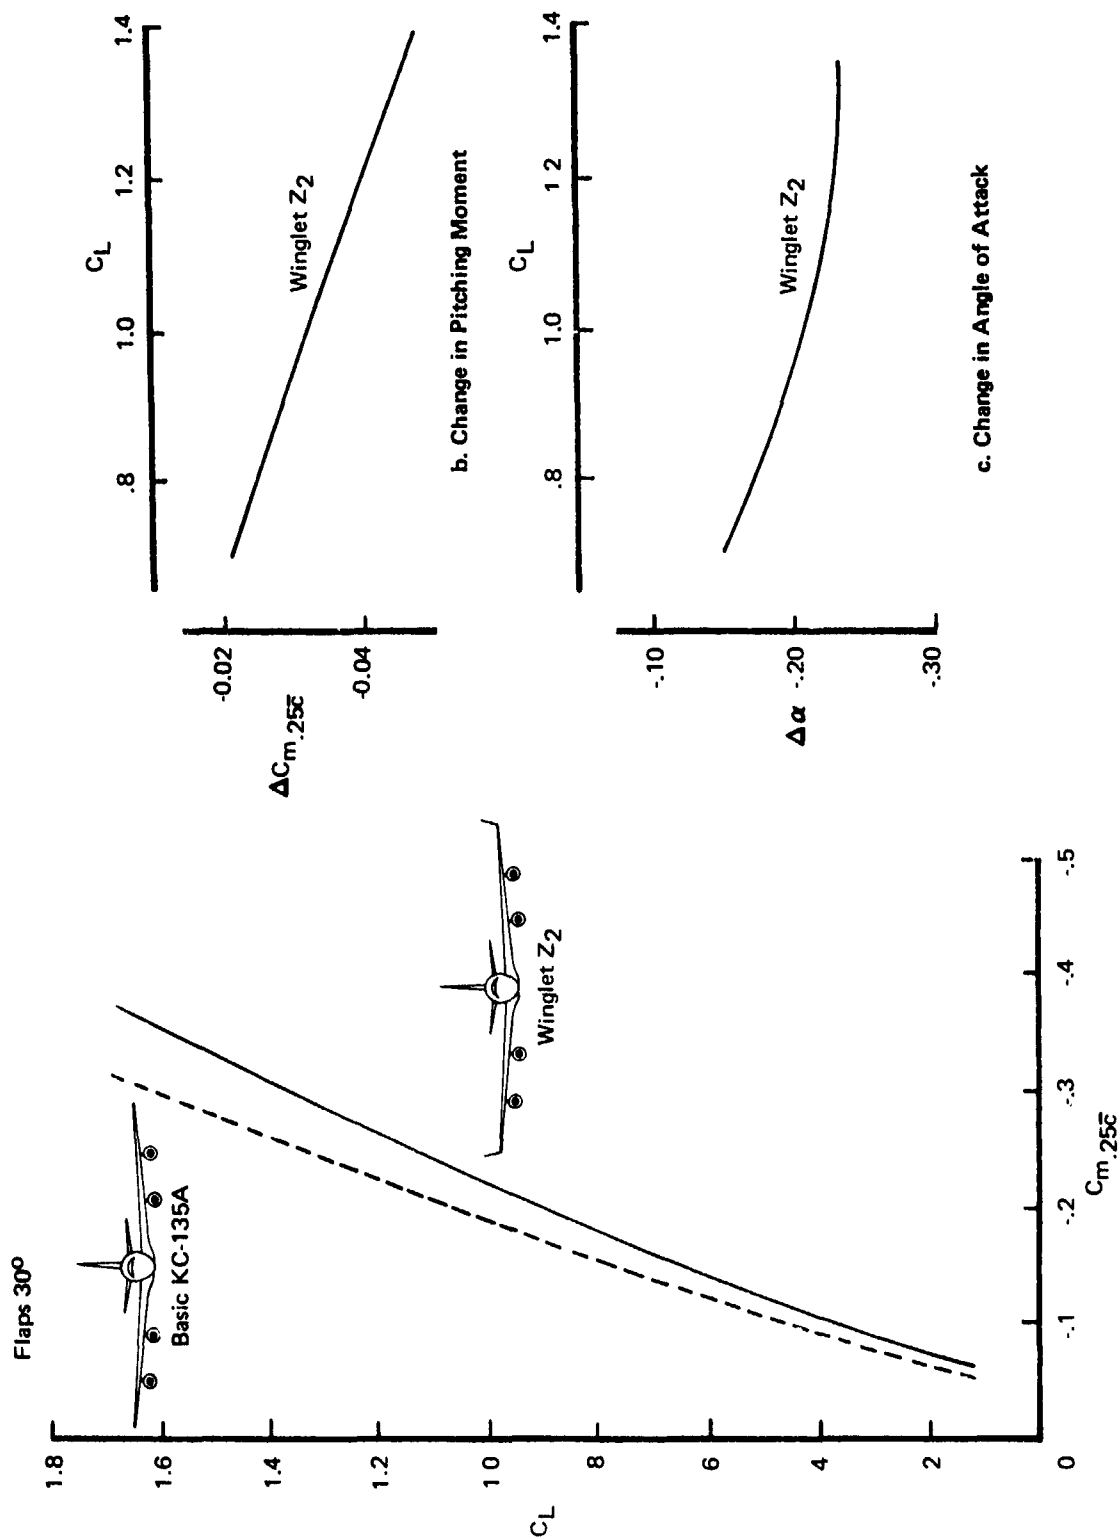 Flaps 30°
Basic KC-135A
Winglet Z2
CL
1.8
1.6
1.4
1.2
1 0
8
6
4
2
0
-.1
-.2
-.3
-.4
-.5
Cm.25c̄
CL
.8
1.0
1.2
1.4
Winglet Z2
-0.02
-0.04
ΔCm.25c̄
b. Change in Pitching Moment
CL
.8
1.0
1 2
1.4
Winglet Z2
-.10
-.20
-.30
Δα
c. Change in Angle of Attack